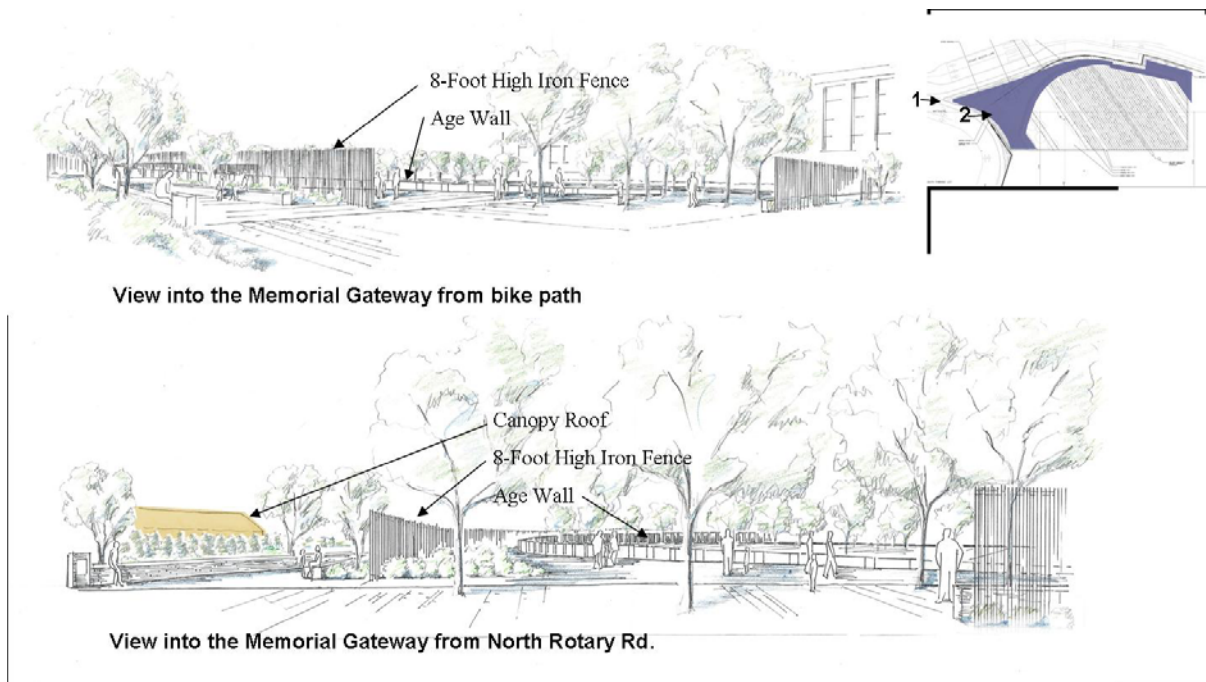 8-Foot High Iron Fence
Age Wall
1
2
View into the Memorial Gateway from bike path
Canopy Roof
8-Foot High Iron Fence
Age Wall
View into the Memorial Gateway from North Rotary Rd.